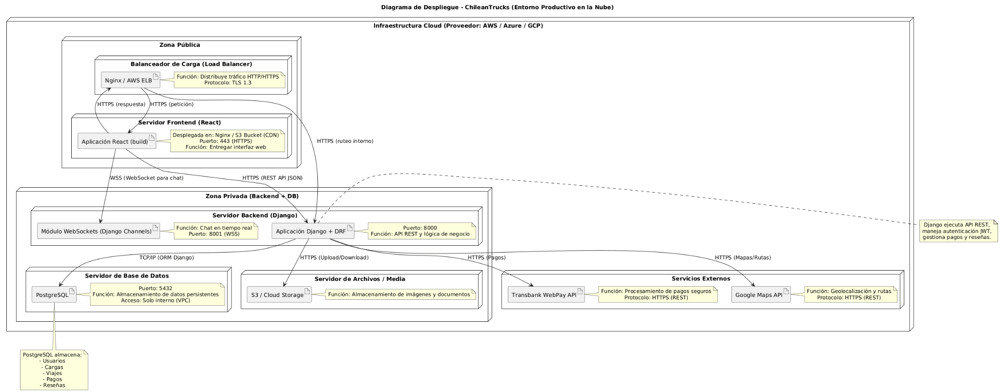 Diagrama de Despliegue - ChileanTrucks (Entorno Productivo en la Nube)
Infraestructura Cloud (Proveedor: AWS / Azure / GCP)
Zona Pública
Balanceador de Carga (Load Balancer)
Nginx / AWS ELB
Función: Distribuye tráfico HTTP/HTTPS
Protocolo: TLS 1.3
HTTPS (respuesta)
HTTPS (petición)
Servidor Frontend (React)
Aplicación React (build)
Desplegada en: Nginx / S3 Bucket (CDN)
Puerto: 443 (HTTPS)
Función: Entregar interfaz web
HTTPS (ruteo interno)
WSS (WebSocket para chat)
HTTPS (REST API JSON)
Zona Privada (Backend + DB)
Servidor Backend (Django)
Módulo WebSockets (Django Channels)
Función: Chat en tiempo real
Puerto: 8001 (WSS)
Aplicación Django + DRF
Puerto: 8000
Función: API REST y lógica de negocio
Django ejecuta API REST,
maneja autenticación JWT,
gestiona pagos y reseñas.
TCP/IP (ORM Django)
HTTPS (Upload/Download)
HTTPS (Pagos)
HTTPS (Mapas/Rutas)
Servidor de Base de Datos
PostgreSQL
Puerto: 5432
Función: Almacenamiento de datos persistentes
Acceso: Solo interno (VPC)
Servidor de Archivos / Media
S3 / Cloud Storage
Función: Almacenamiento de imágenes y documentos
Servicios Externos
Transbank WebPay API
Función: Procesamiento de pagos seguros
Protocolo: HTTPS (REST)
Google Maps API
Función: Geolocalización y rutas
Protocolo: HTTPS (REST)
PostgreSQL almacena:
- Usuarios
- Cargas
- Viajes
- Pagos
- Reseñas